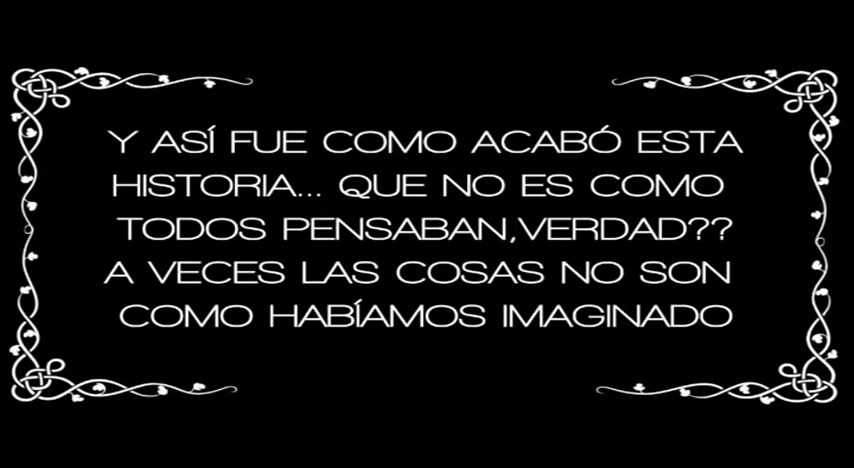 Y ASÍ FUE COMO ACABÓ ESTA
HISTORIA... QUE NO ES COMO
TODOS PENSABAN,VERDAD??
A VECES LAS COSAS NO SON
COMO HABÍAMOS IMAGINADO